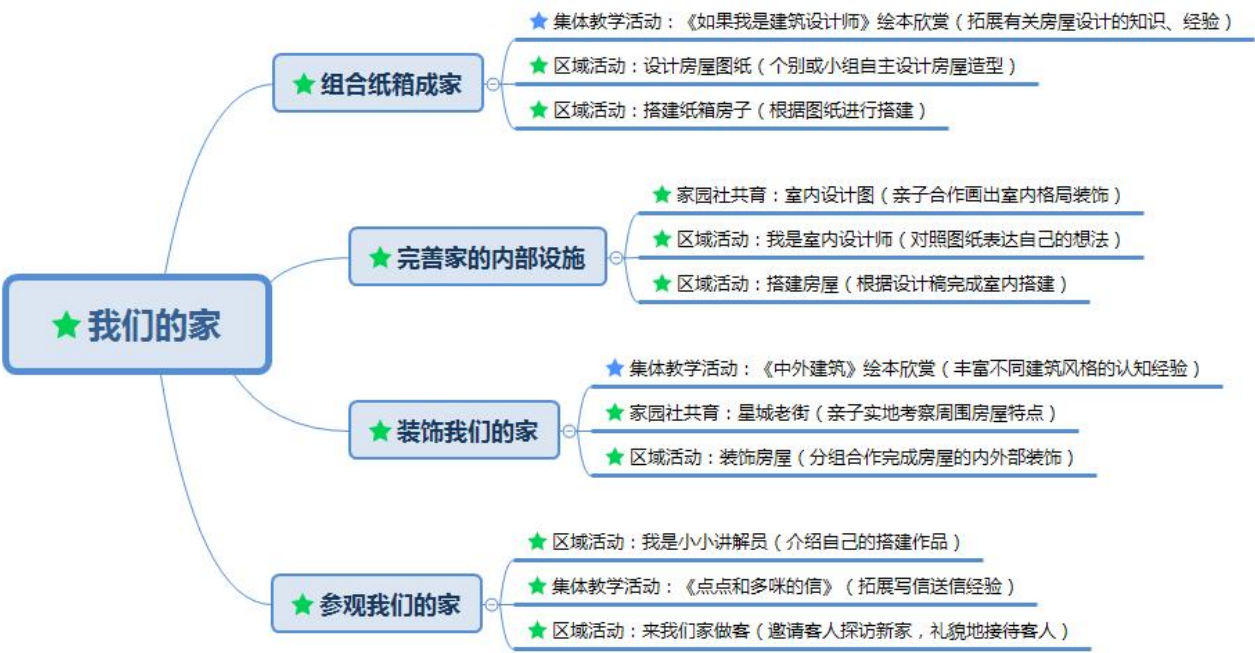 我们的家
组合纸箱成家
集体教学活动：《如果我是建筑设计师》绘本欣赏（拓展有关房屋设计的知识、经验）
区域活动：设计房屋图纸（个别或小组自主设计房屋造型）
区域活动：搭建纸箱房子（根据图纸进行搭建）
完善家的内部设施
家园社共育：室内设计图（亲子合作画出室内格局装饰）
区域活动：我是室内设计师（对照图纸表达自己的想法）
区域活动：搭建房屋（根据设计稿完成室内搭建）
装饰我们的家
集体教学活动：《中外建筑》绘本欣赏（丰富不同建筑风格的认知经验）
家园社共育：星城老街（亲子实地考察周围房屋特点）
区域活动：装饰房屋（分组合作完成房屋的内外部装饰）
参观我们的家
区域活动：我是小小讲解员（介绍自己的搭建作品）
集体教学活动：《点点和多咪的信》（拓展写信送信经验）
区域活动：来我们家做客（邀请客人探访新家，礼貌地接待客人）